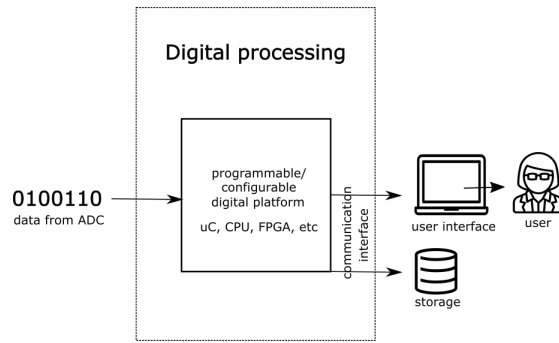 Digital processing
programmable/
configurable
digital platform
uC, CPU, FPGA, etc
communication
interface
0100110
data from ADC
user interface
user
storage